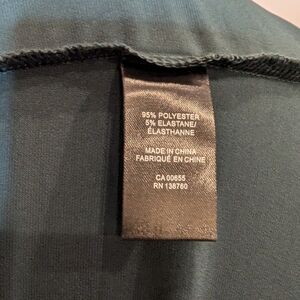 95% POLYESTER
5% ELASTANE/
ÉLASTHANNE
MADE IN CHINA
FABRIQUÉ EN CHINE
CA 00655
RN 138760